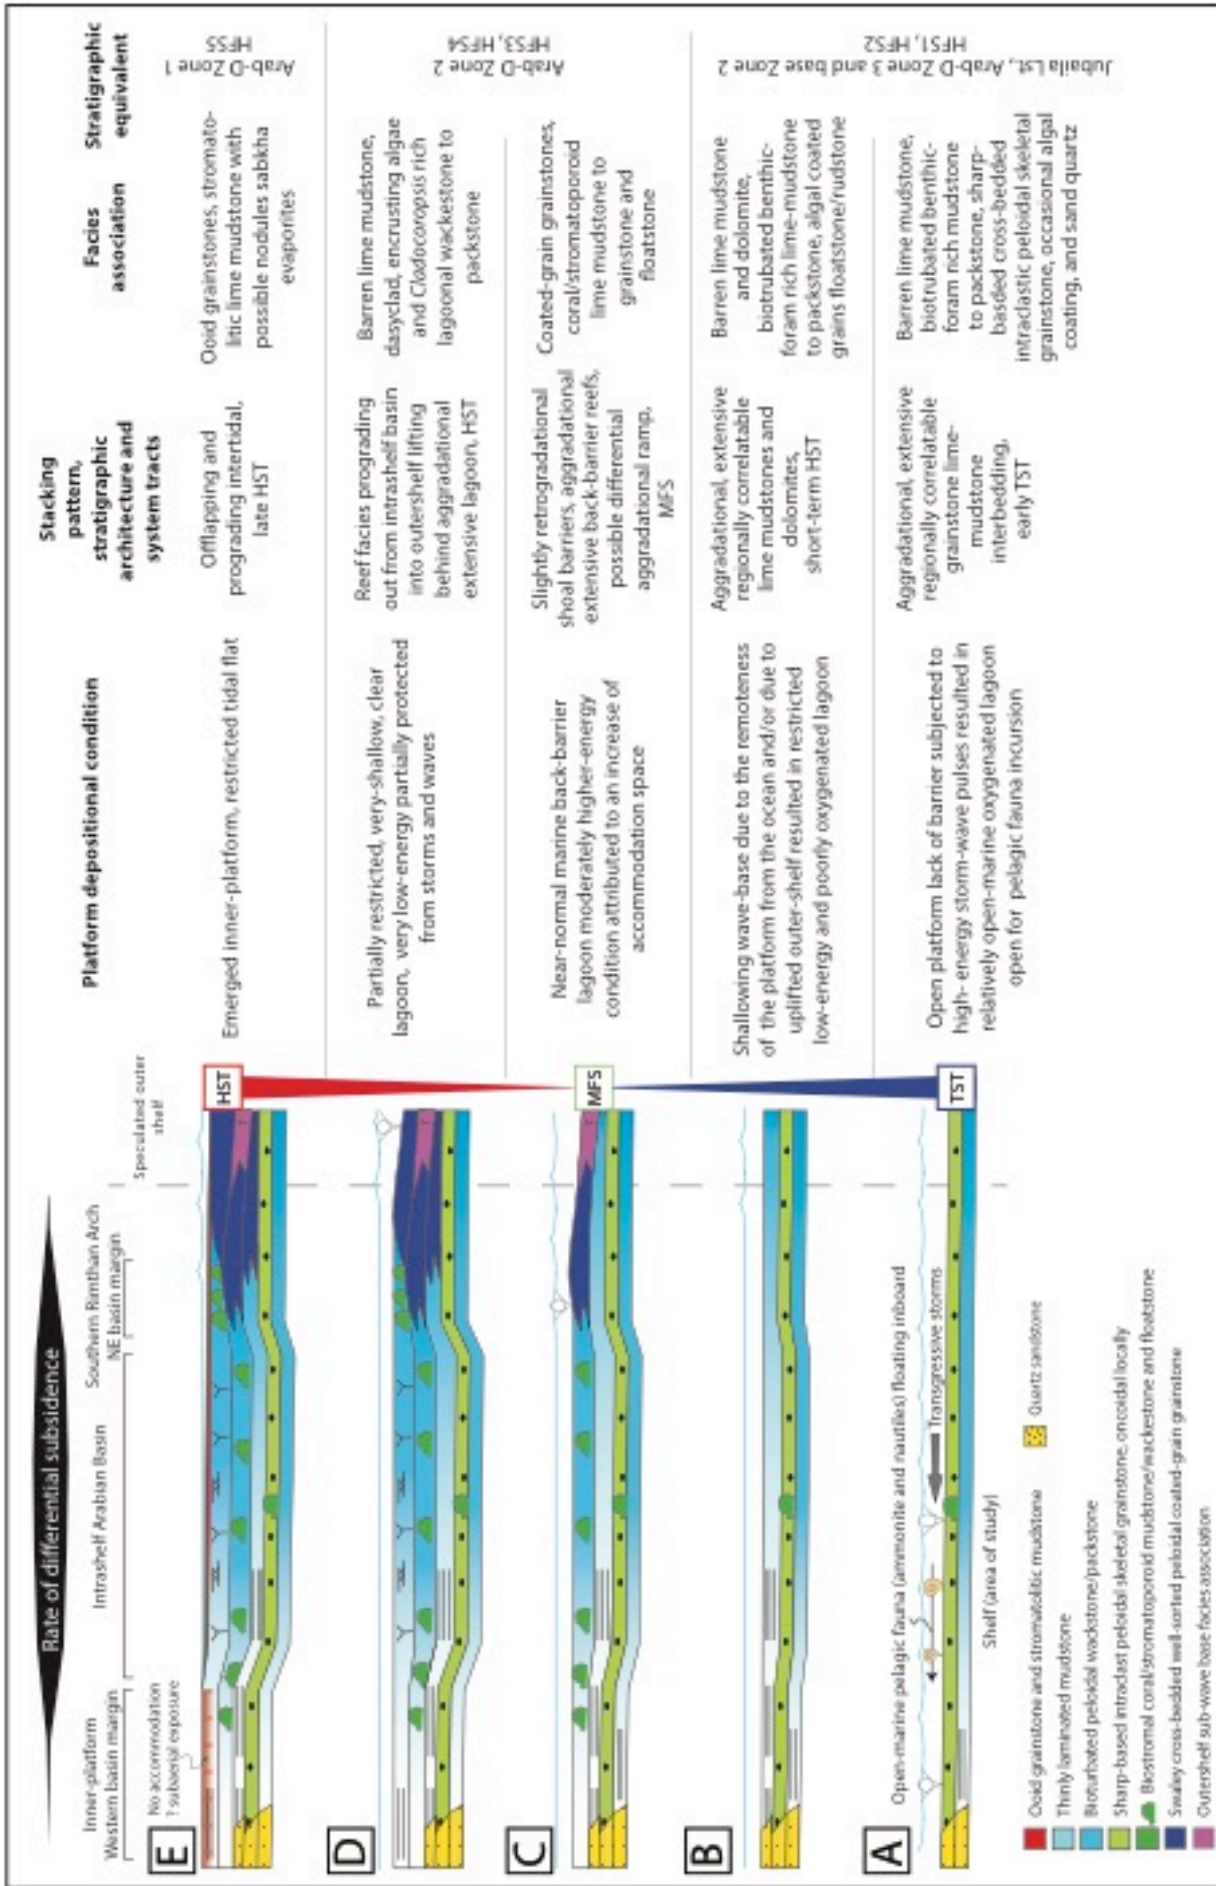 Rate of differential subsidence
Inner-platform
Western basin margin
Intrashelf Arabian Basin
Southern Rimthan Arch
NE basin margin
Speculated outer
shelf
Platform depositional condition
Stacking
pattern,
stratigraphic
architecture and
system tracts
Facies
association
Stratigraphic
equivalent
E
No accommodation
? subaerial exposure
HST
Emerged inner-platform, restricted tidal flat
Offlapping and
prograding intertidal,
late HST
Ooid grainstones, stromato-
litic lime mudstone with
possible nodules sabkha
evaporites
Arab-D Zone 1
HFS5
D
Partially restricted, very-shallow, clear
lagoon, very low-energy partially protected
from storms and waves
Reef facies prograding
out from intrashelf basin
into outershelf lifting
behind aggradational
extensive lagoon, HST
Barren lime mudstone,
dasyclad, encrusting algae
and Cladocoropsis rich
lagoonal wackestone to
packstone
Arab-D Zone 2
HFS3, HFS4
C
MFS
Near-normal marine back-barrier
lagoon moderately higher-energy
condition attributed to an increase of
accommodation space
Slightly retrogradational
shoal barriers, aggradational
extensive back-barrier reefs,
possible differential
aggradational ramp,
MFS
Coated-grain grainstones,
coral/stromatoporoid
lime mudstone to
grainstone and
floatstone
B
Shallowing wave-base due to the remoteness
of the platform from the ocean and/or due to
uplifted outer-shelf resulted in restricted
low-energy and poorly oxygenated lagoon
Aggradational, extensive
regionally correlatable
lime mudstones and
dolomites,
short-term HST
Barren lime mudstone
and dolomite,
biotrubated benthic-
foram rich lime-mudstone
to packstone, algal coated
grains floatstone/rudstone
Jubaila Lst., Arab-D Zone 3 and base Zone 2
HFS1, HFS2
A
Open-marine pelagic fauna (ammonite and nautiles) floating inboard
Transgressive storms
TST
Shelf (area of study)
Open platform lack of barrier subjected to
high- energy storm-wave pulses resulted in
relatively open-marine oxygenated lagoon
open for pelagic fauna incursion
Aggradational, extensive
regionally correlatable
grainstone lime-
mudstone
interbedding,
early TST
Barren lime mudstone,
biotrubated benthic-
foram rich mudstone
to packstone, sharp-
basded cross-bedded
intraclastic peloidal skeletal
grainstone, occasional algal
coating, and sand quartz
Ooid grainstone and stromatolitic mudstone
Quartz sandstone
Thinly laminated mudstone
Bioturbated peloidal wackstone/packstone
Sharp-based intraclast peloidal skeletal grainstone, oncoidal locally
Biostromal coral/stromatoporoid mudstone/wackestone and floatstone
Swaley cross-bedded well-sorted peloidal coated-grain grainstone
Outershelf sub-wave base facies association